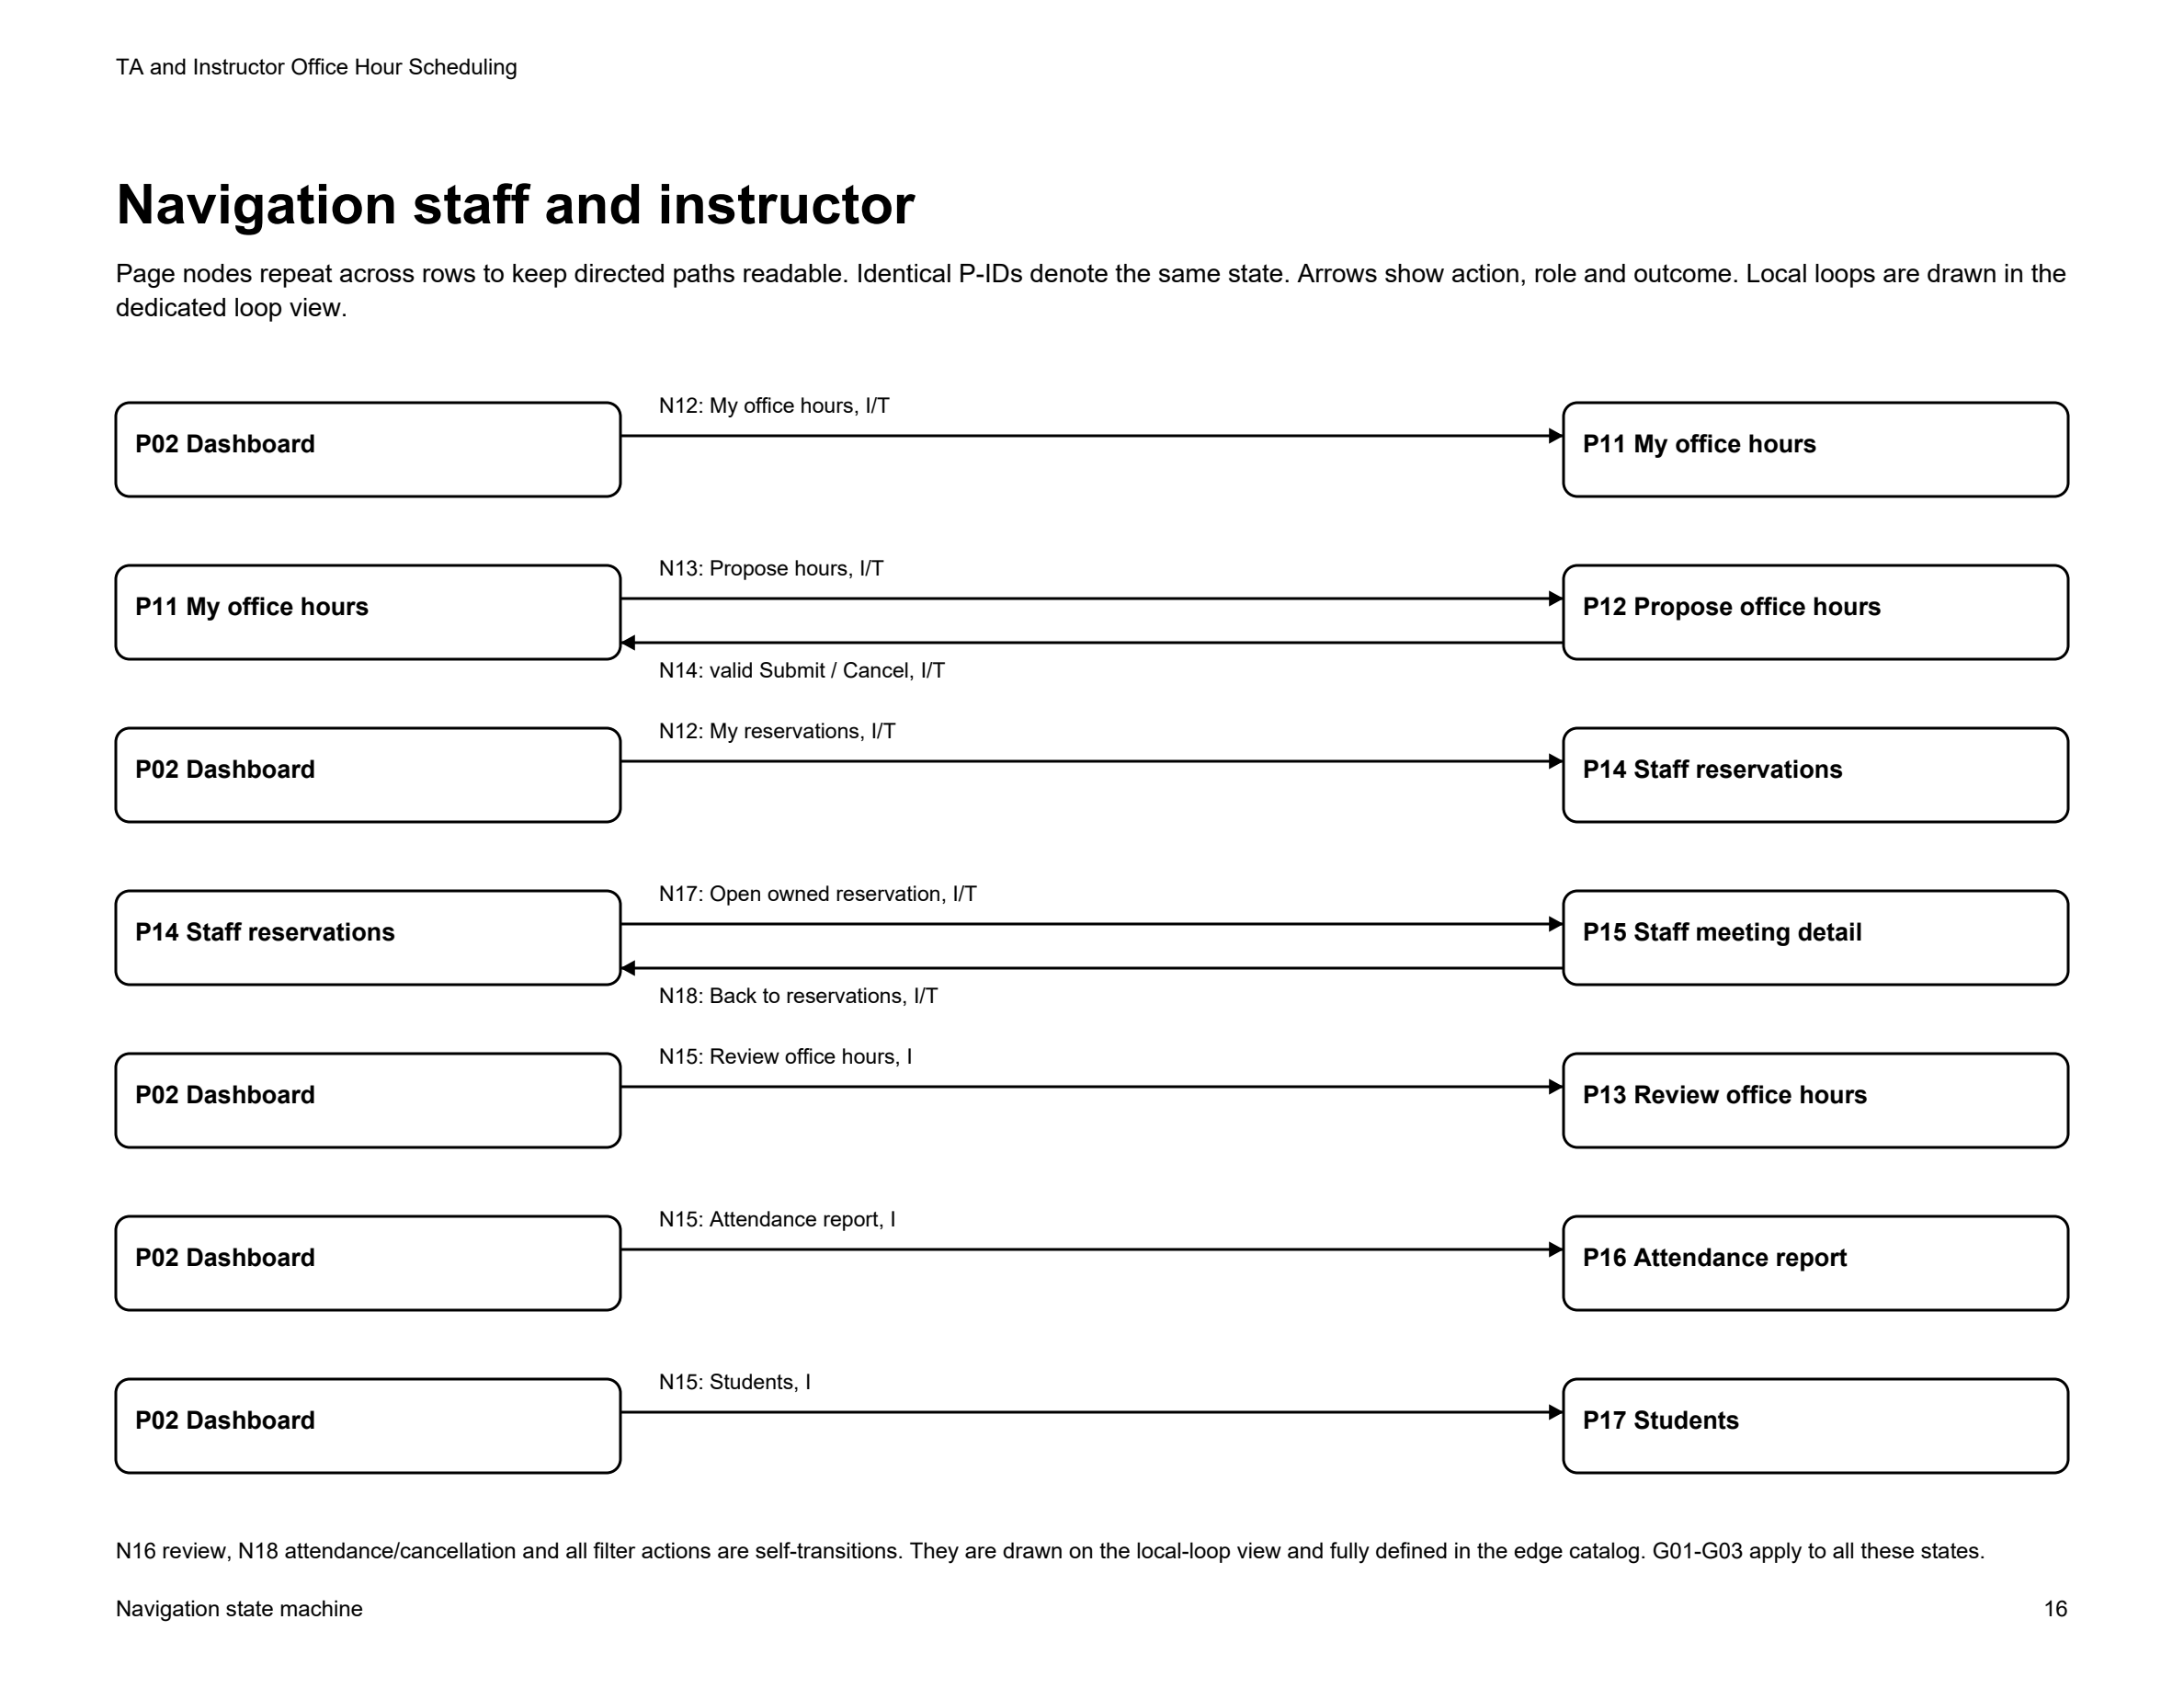 TA and Instructor Office Hour Scheduling
Navigation staff and instructor
Page nodes repeat across rows to keep directed paths readable. Identical P-IDs denote the same state. Arrows show action, role and outcome. Local loops are drawn in the
dedicated loop view.
N12: My office hours, I/T
P02 Dashboard
P11 My office hours
N13: Propose hours, I/T
P11 My office hours
P12 Propose office hours
N14: valid Submit / Cancel, I/T
N12: My reservations, I/T
P02 Dashboard
P14 Staff reservations
N17: Open owned reservation, I/T
P14 Staff reservations
P15 Staff meeting detail
N18: Back to reservations, I/T
N15: Review office hours, I
P02 Dashboard
P13 Review office hours
N15: Attendance report, I
P02 Dashboard
P16 Attendance report
N15: Students, I
P02 Dashboard
P17 Students
N16 review, N18 attendance/cancellation and all filter actions are self-transitions. They are drawn on the local-loop view and fully defined in the edge catalog. G01-G03 apply to all these states.
Navigation state machine
16